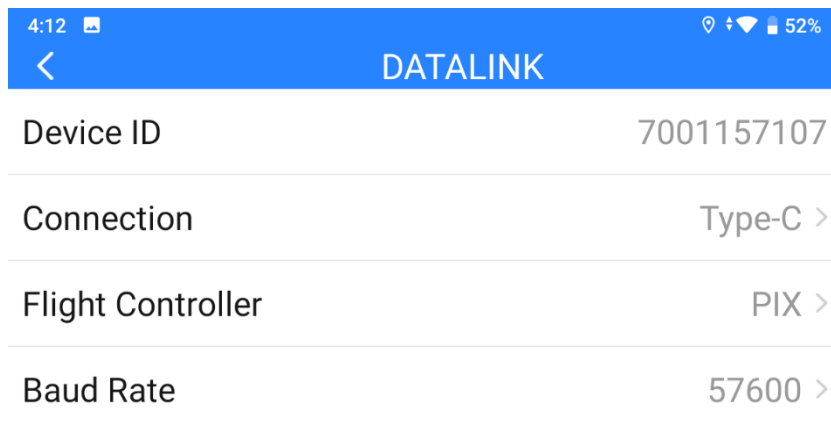 4:12 52%
DATALINK
Device ID 7001157107
Connection Type-C
Flight Controller PIX
Baud Rate 57600